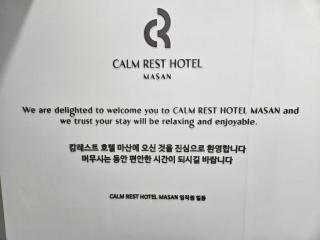 CALM REST HOTEL
MASAN
We are delighted to welcome you to CALM REST HOTEL MASAN and
we trust your stay will be relaxing and enjoyable.
캄레스트 호텔 마산에 오신 것을 진심으로 환영합니다
머무시는 동안 편안한 시간이 되시길 바랍니다
CALM REST HOTEL MASAN 임직원 일동